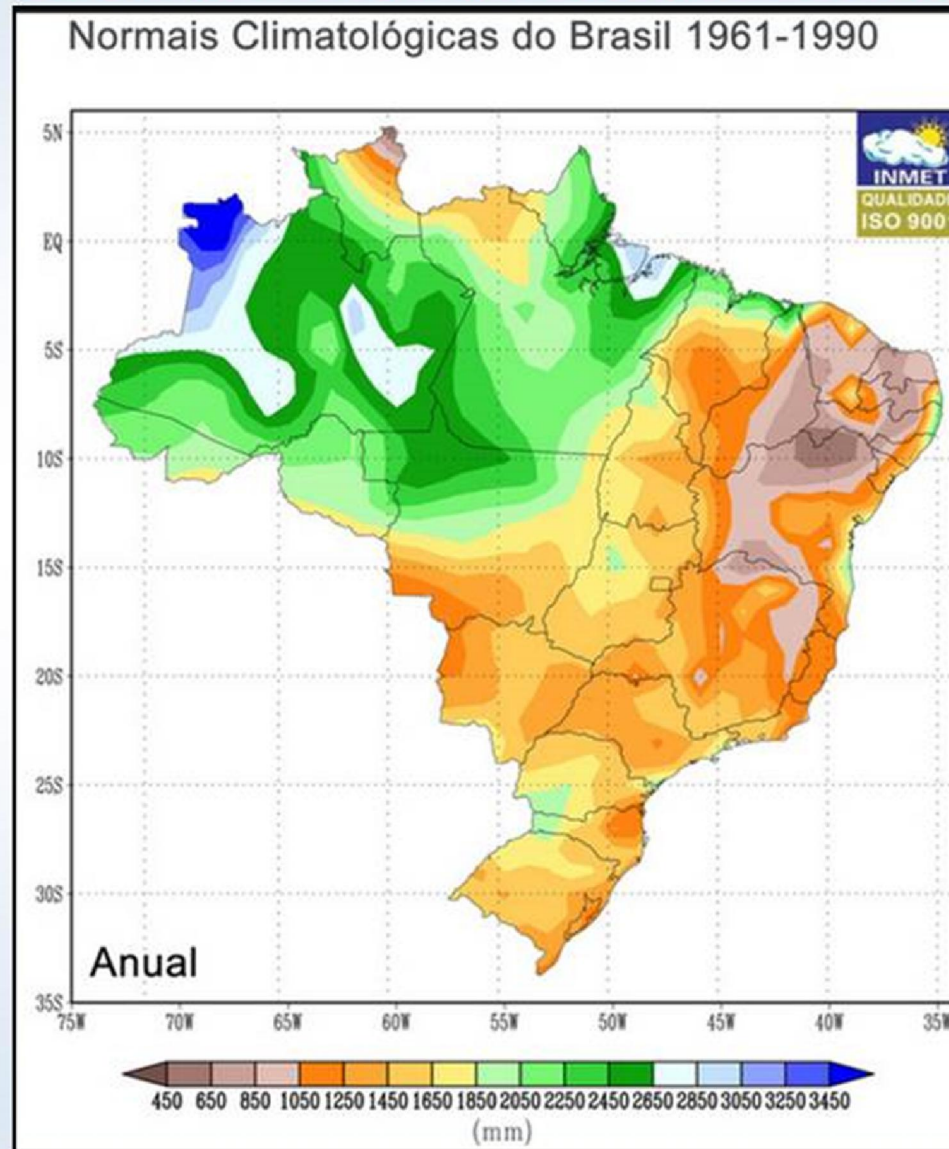 Normais Climatológicas do Brasil 1961-1990
INMET
QUALIDAD
ISO 900
5N
EQ
5S
10S
15S
20S
25S
30S
35S
Anual
75W 70W 65W 60W 55W 50W 45W 40W 35W
450 650 850 1050 1250 1450 1650 1850 2050 2250 2450 2650 2850 3050 3250 3450
(mm)